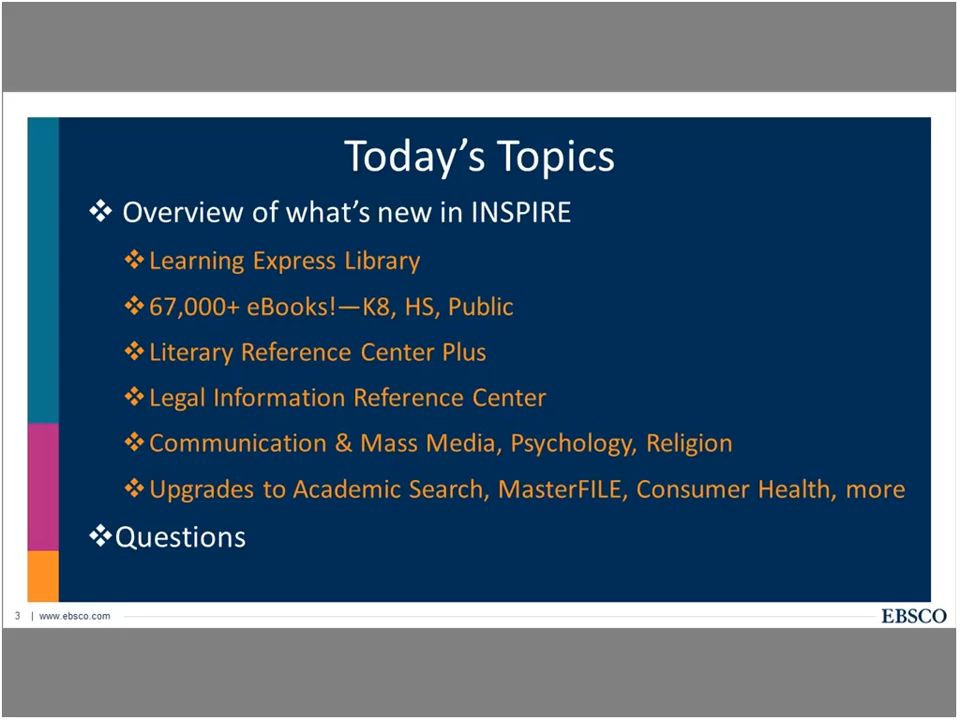 Today's Topics
❖ Overview of what's new in INSPIRE
❖Learning Express Library
❖67,000+ eBooks!—K8, HS, Public
❖Literary Reference Center Plus
❖Legal Information Reference Center
❖Communication & Mass Media, Psychology, Religion
❖Upgrades to Academic Search, MasterFILE, Consumer Health, more
❖Questions
3 | www.ebsco.com
EBSCO